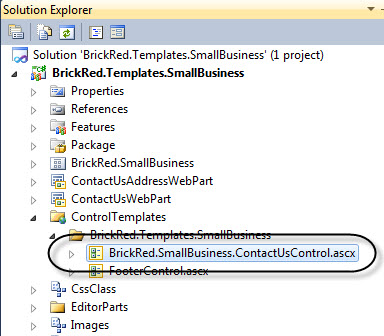 Solution Explorer
Solution 'BrickRed.Templates.SmallBusiness' (1 project)
BrickRed.Templates.SmallBusiness
Properties
References
Features
Package
BrickRed.SmallBusiness
ContactUsAddressWebPart
ContactUsWebPart
ControlTemplates
BrickRed.Templates.SmallBusiness
BrickRed.SmallBusiness.ContactUsControl.ascx
FooterControl.ascx
CssClass
EditorParts
Images